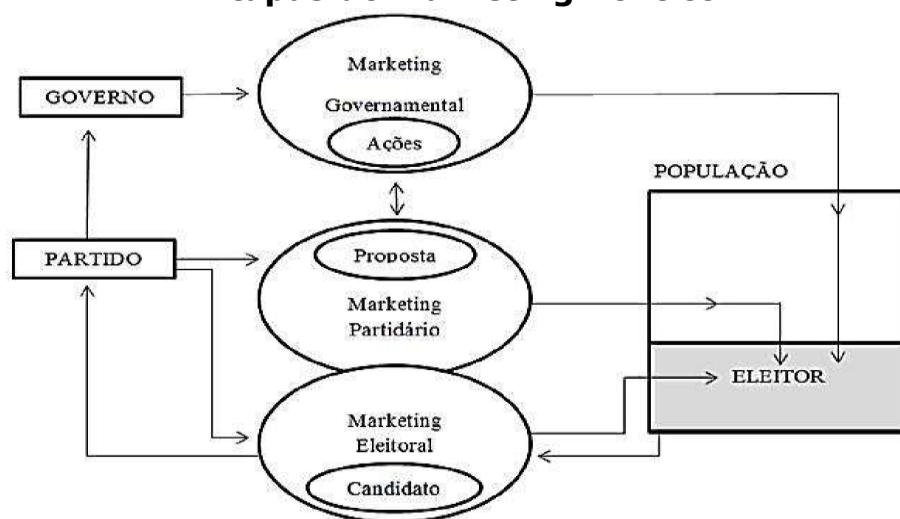 GOVERNO
Marketing
Governamental
Ações
POPULAÇÃO
PARTIDO
Proposta
Marketing
Partidário
ELEITOR
Marketing
Eleitoral
Candidato